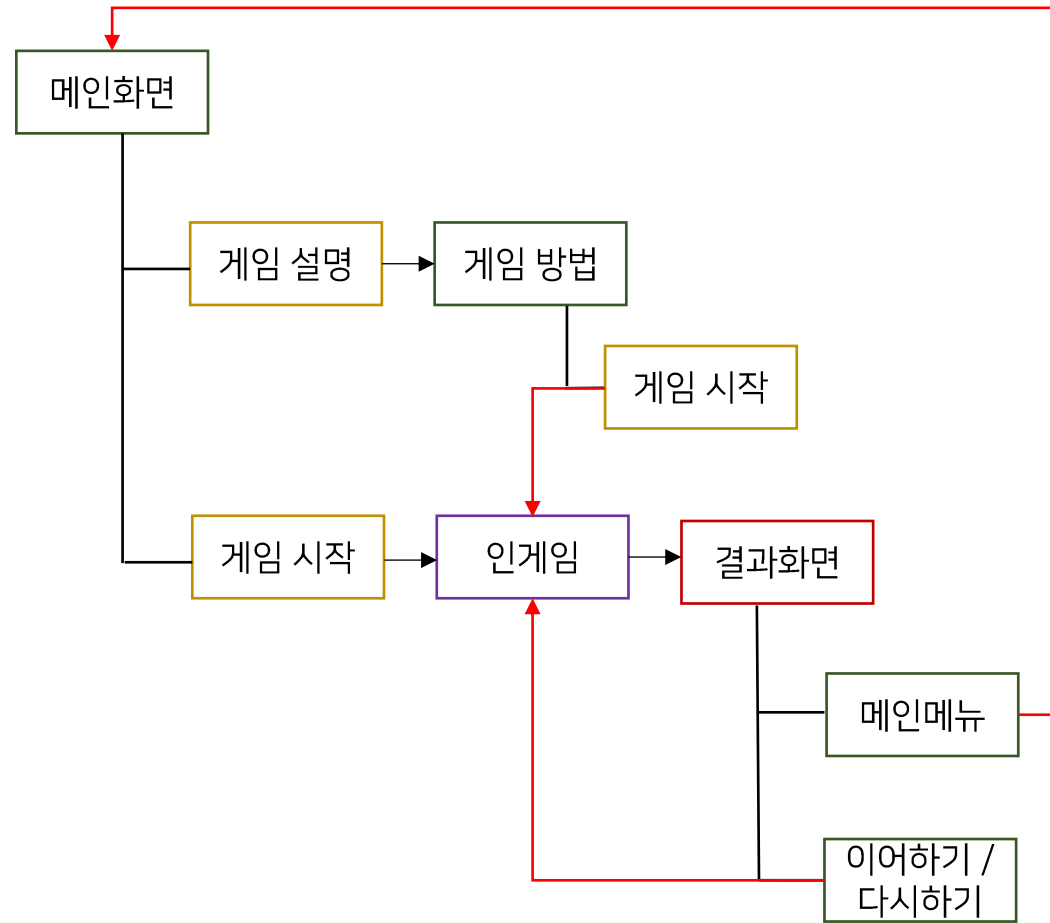 메인화면
게임 설명
게임 방법
게임 시작
게임 시작
인게임
결과화면
메인메뉴
이어하기 /
다시하기